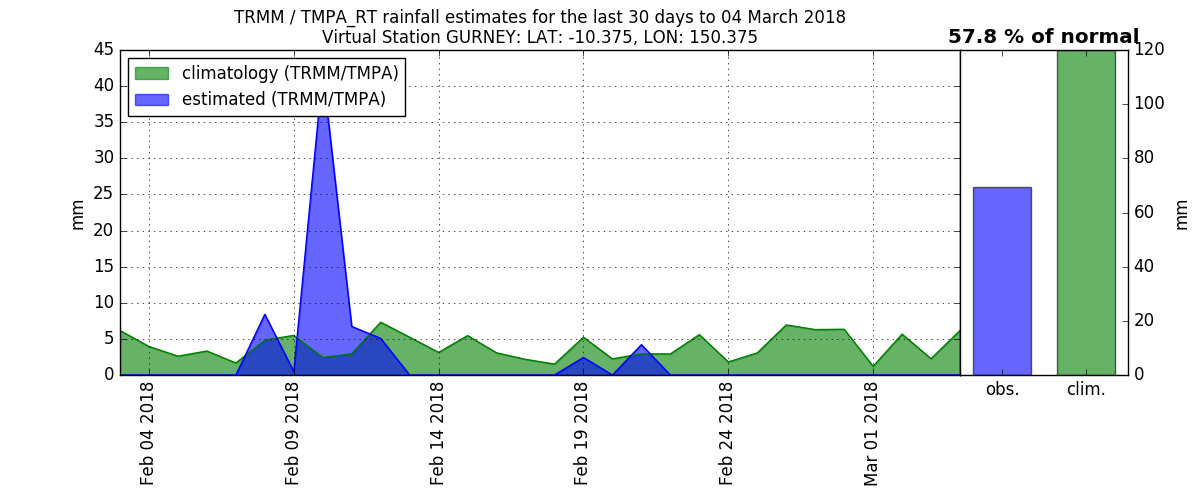 TRMM / TMPA_RT rainfall estimates for the last 30 days to 04 March 2018
Virtual Station GURNEY: LAT: -10.375, LON: 150.375
57.8 % of normal
climatology (TRMM/TMPA)
estimated (TRMM/TMPA)
45
40
35
30
25
20
15
10
5
0
mm
Feb 04 2018
Feb 09 2018
Feb 14 2018
Feb 19 2018
Feb 24 2018
Mar 01 2018
obs.
clim.
120
100
80
60
40
20
0
mm